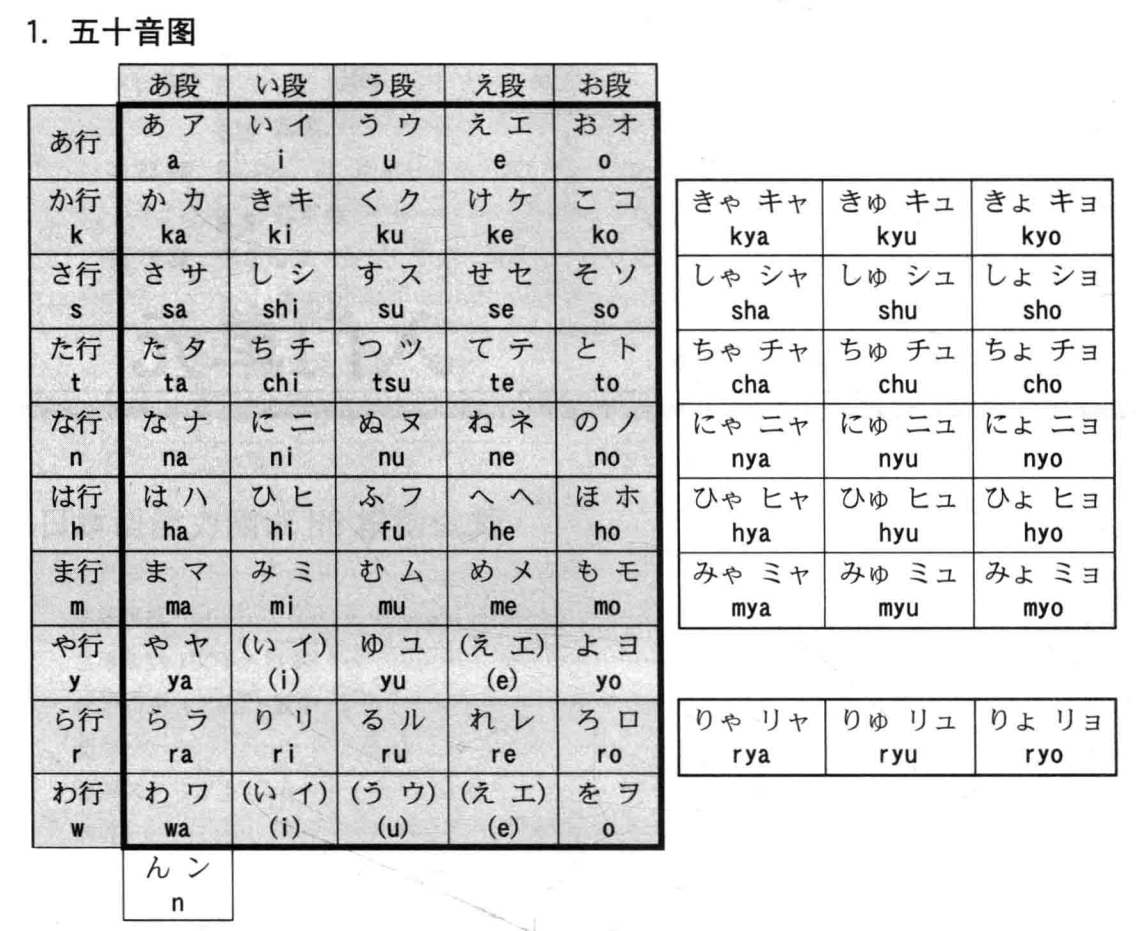 1. 五十音图
あ段 い段 う段 え段 お段
あ行 あ ア い イ う ウ え エ お オ
a i u e o
か行 か カ き キ く ク け ケ こ コ きゃ キャ きゅ キュ きょ キョ
k ka ki ku ke ko kya kyu kyo
さ行 さ サ し シ す ス せ セ そ ソ しゃ シャ しゅ シュ しょ ショ
s sa shi su se so sha shu sho
た行 た タ ち チ つ ツ て テ と ト ちゃ チャ ちゅ チュ ちょ チョ
t ta chi tsu te to cha chu cho
な行 な ナ に ニ ぬ ヌ ね ネ の ノ にゃ ニャ にゅ ニュ にょ ニョ
n na ni nu ne no nya nyu nyo
は行 は ハ ひ ヒ ふ フ へ ヘ ほ ホ ひゃ ヒャ ひゅ ヒュ ひょ ヒョ
h ha hi fu he ho hya hyu hyo
ま行 ま マ み ミ む ム め メ も モ みゃ ミャ みゅ ミュ みょ ミョ
m ma mi mu me mo mya myu myo
や行 や ヤ (い イ) ゆ ユ (え エ) よ ヨ
y ya (i) yu (e) yo
ら行 ら ラ り リ る ル れ レ ろ ロ りゃ リャ りゅ リュ りょ リョ
r ra ri ru re ro rya ryu ryo
わ行 わ ワ (い イ) (う ウ) (え エ) を ヲ
w wa (i) (u) (e) o
ん ン
n